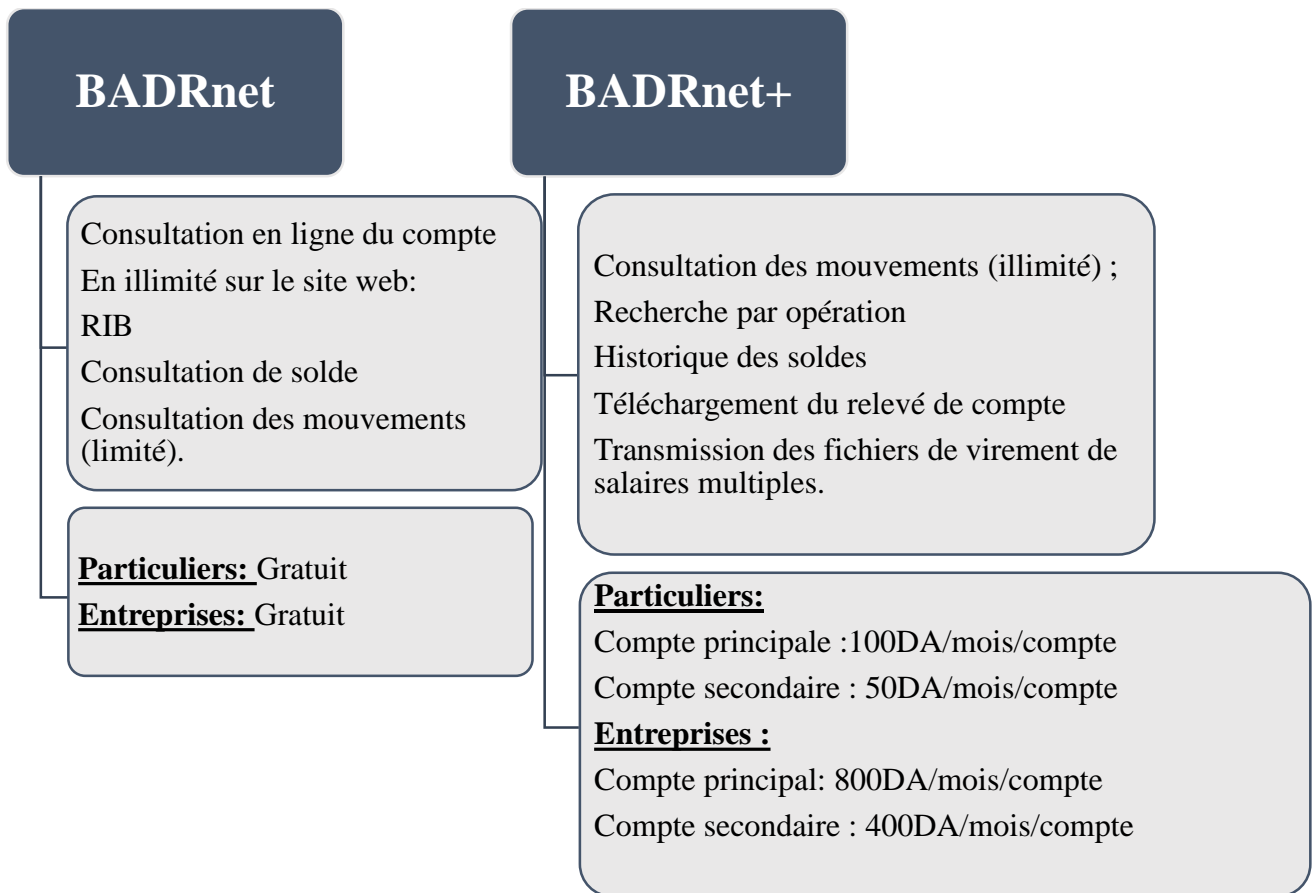 BADRnet
Consultation en ligne du compte
En illimité sur le site web:
RIB
Consultation de solde
Consultation des mouvements
(limité).
Particuliers: Gratuit
Entreprises: Gratuit
BADRnet+
Consultation des mouvements (illimité) ;
Recherche par opération
Historique des soldes
Téléchargement du relevé de compte
Transmission des fichiers de virement de
salaires multiples.
Particuliers:
Compte principale :100DA/mois/compte
Compte secondaire : 50DA/mois/compte
Entreprises :
Compte principal: 800DA/mois/compte
Compte secondaire : 400DA/mois/compte